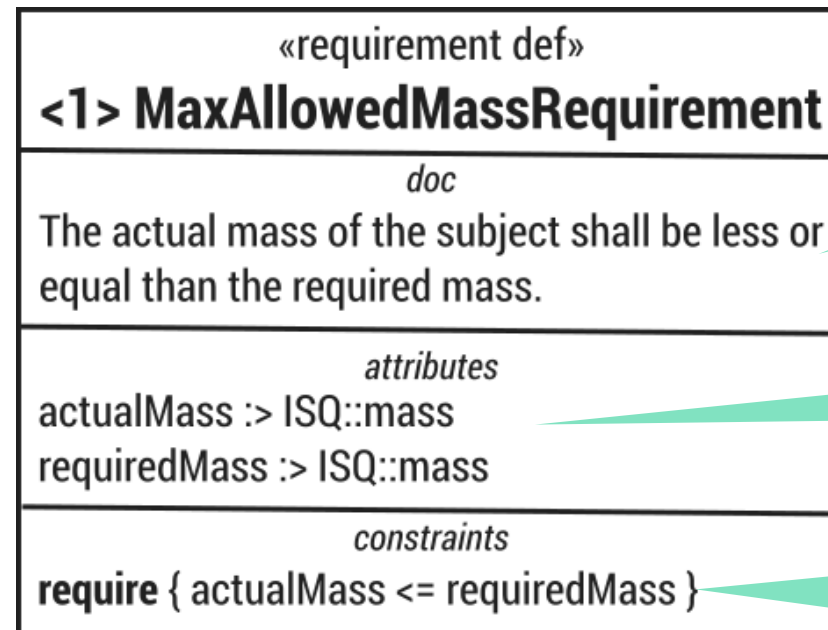 «requirement def»
<1> MaxAllowedMassRequirement
doc
The actual mass of the subject shall be less or
equal than the required mass.
attributes
actualMass :> ISQ::mass
requiredMass :> ISQ::mass
constraints
require { actualMass <= requiredMass }